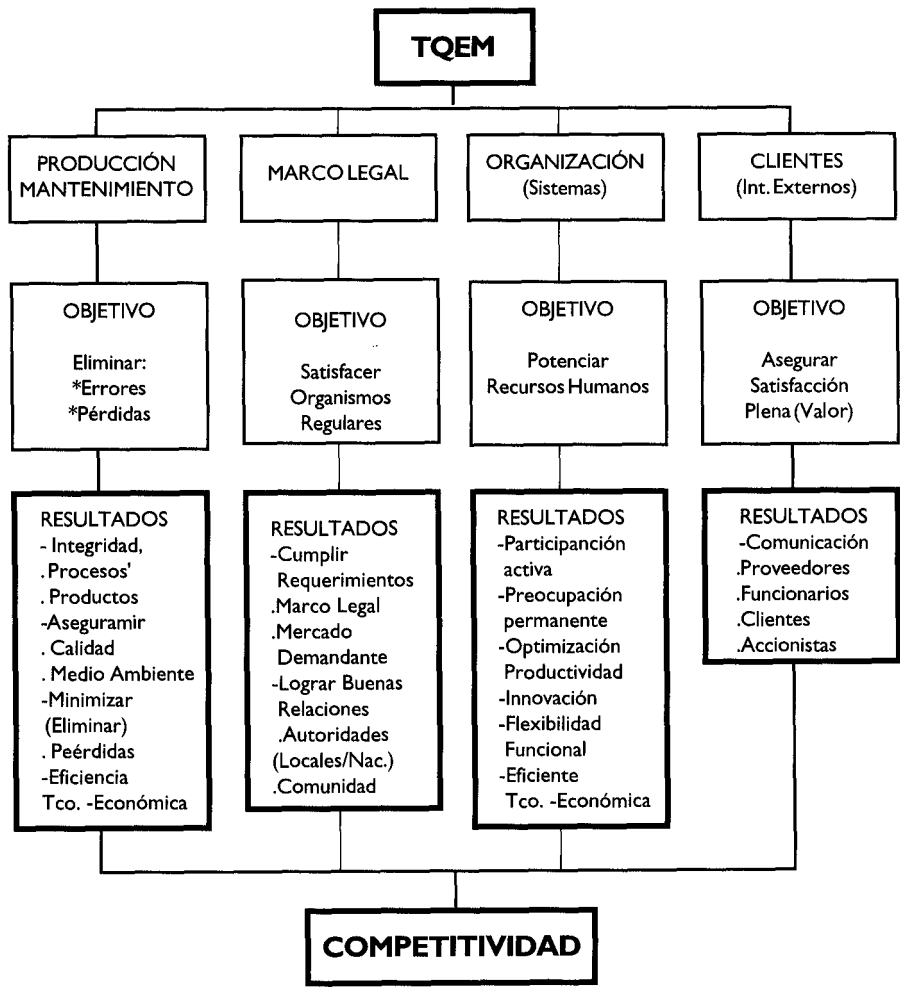 TQEM
PRODUCCIÓN
MANTENIMIENTO
MARCO LEGAL
ORGANIZACIÓN
(Sistemas)
CLIENTES
(Int. Externos)
OBJETIVO
Eliminar:
*Errores
*Pérdidas
OBJETIVO
Satisfacer
Organismos
Regulares
OBJETIVO
Potenciar
Recursos Humanos
OBJETIVO
Asegurar
Satisfacción
Plena (Valor)
RESULTADOS
- Integridad,
. Procesos'
. Productos
-Aseguramir
. Calidad
. Medio Ambiente
-Minimizar
(Eliminar)
. Peérdidas
-Eficiencia
Tco. -Económica
RESULTADOS
-Cumplir
Requerimientos
.Marco Legal
.Mercado
Demandante
-Lograr Buenas
Relaciones
.Autoridades
(Locales/Nac.)
.Comunidad
RESULTADOS
-Participanción
activa
-Preocupación
permanente
-Optimización
Productividad
-Innovación
-Flexibilidad
Funcional
-Eficiente
Tco. -Económica
RESULTADOS
-Comunicación
.Proveedores
.Funcionarios
.Clientes
.Accionistas
COMPETITIVIDAD